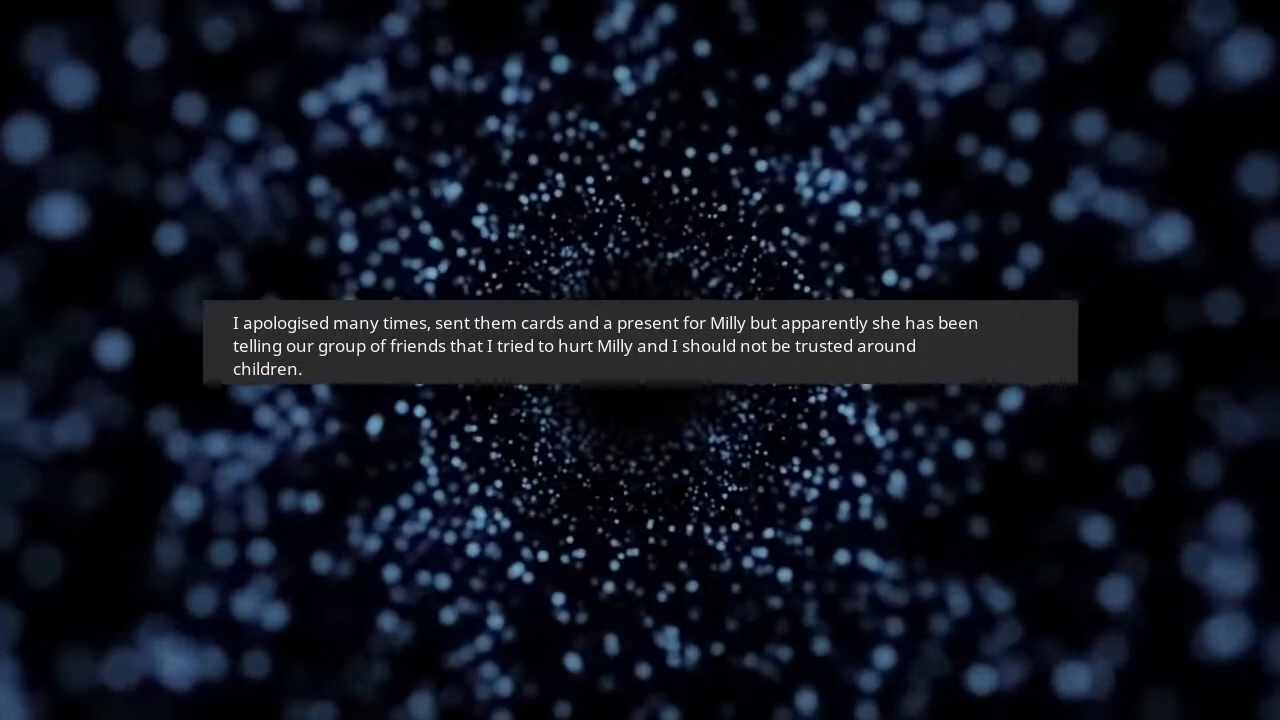 I apologised many times, sent them cards and a present for Milly but apparently she has been
telling our group of friends that I tried to hurt Milly and I should not be trusted around
children.